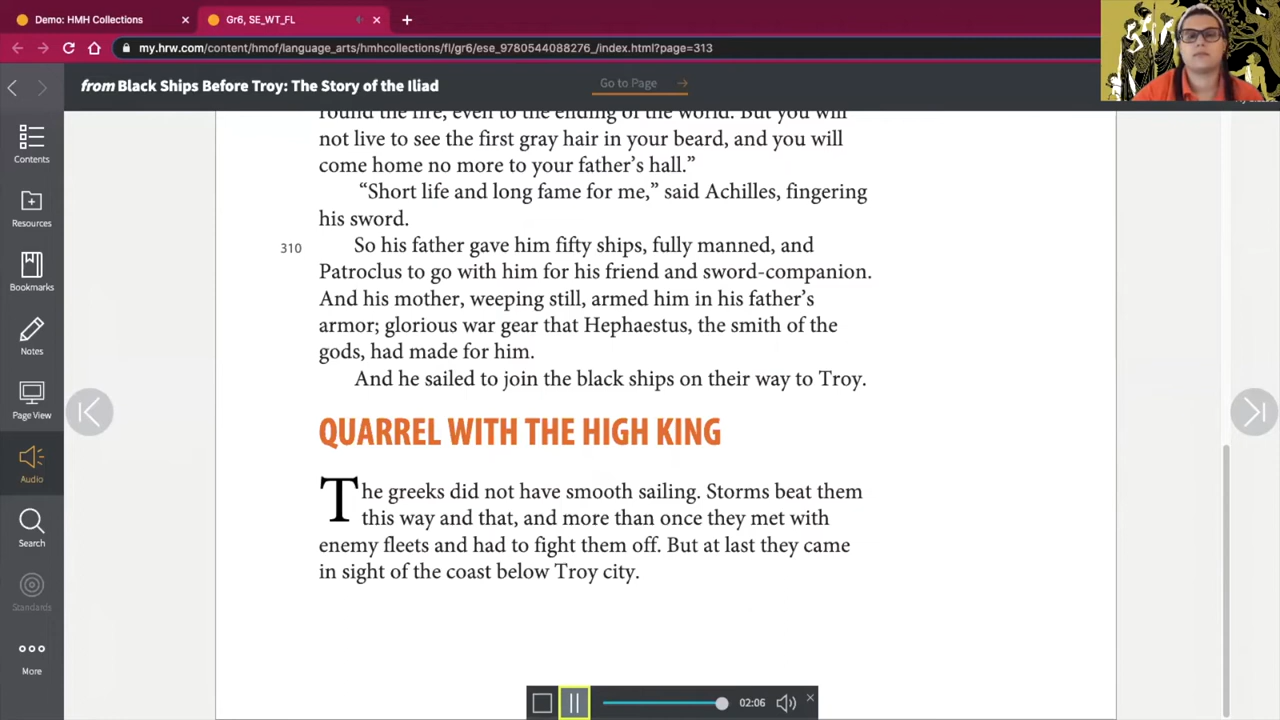 Demo: HMH Collections
Gr6, SE_WT_FL
my.hrw.com/content/hmof/language_arts/hmhcollections/fl/gr6/ese_9780544088276_/index.html?page=313
from Black Ships Before Troy: The Story of the Iliad
Go to Page
Contents
Resources
Bookmarks
Notes
Page View
Audio
Search
Standards
More
round the fire, even to the ending of the world. But you will
not live to see the first gray hair in your beard, and you will
come home no more to your father’s hall.”
“Short life and long fame for me,” said Achilles, fingering
his sword.
310 So his father gave him fifty ships, fully manned, and
Patroclus to go with him for his friend and sword-companion.
And his mother, weeping still, armed him in his father’s
armor; glorious war gear that Hephaestus, the smith of the
gods, had made for him.
And he sailed to join the black ships on their way to Troy.
QUARREL WITH THE HIGH KING
The greeks did not have smooth sailing. Storms beat them
this way and that, and more than once they met with
enemy fleets and had to fight them off. But at last they came
in sight of the coast below Troy city.
02:06